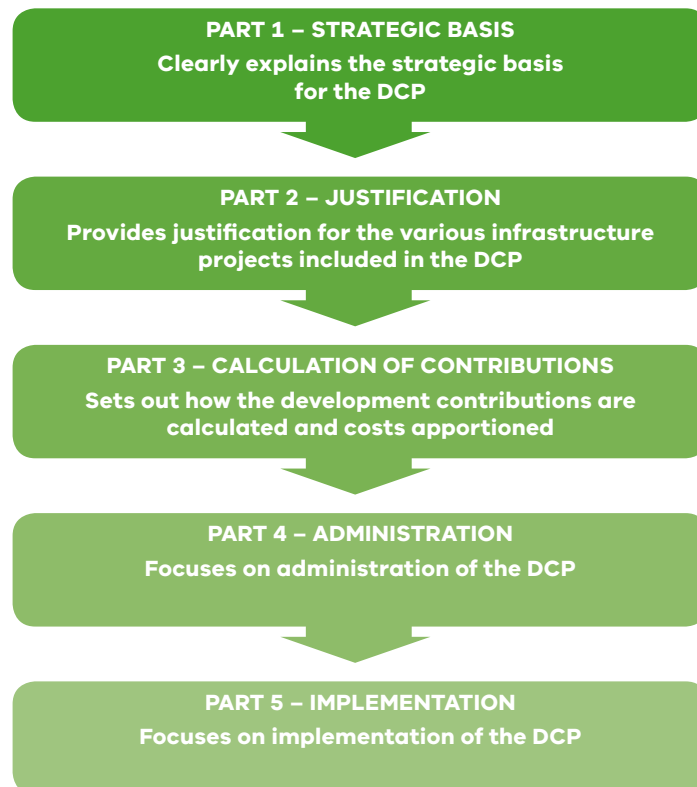 PART 1 – STRATEGIC BASIS
Clearly explains the strategic basis
for the DCP
PART 2 – JUSTIFICATION
Provides justification for the various infrastructure
projects included in the DCP
PART 3 – CALCULATION OF CONTRIBUTIONS
Sets out how the development contributions are
calculated and costs apportioned
PART 4 – ADMINISTRATION
Focuses on administration of the DCP
PART 5 – IMPLEMENTATION
Focuses on implementation of the DCP